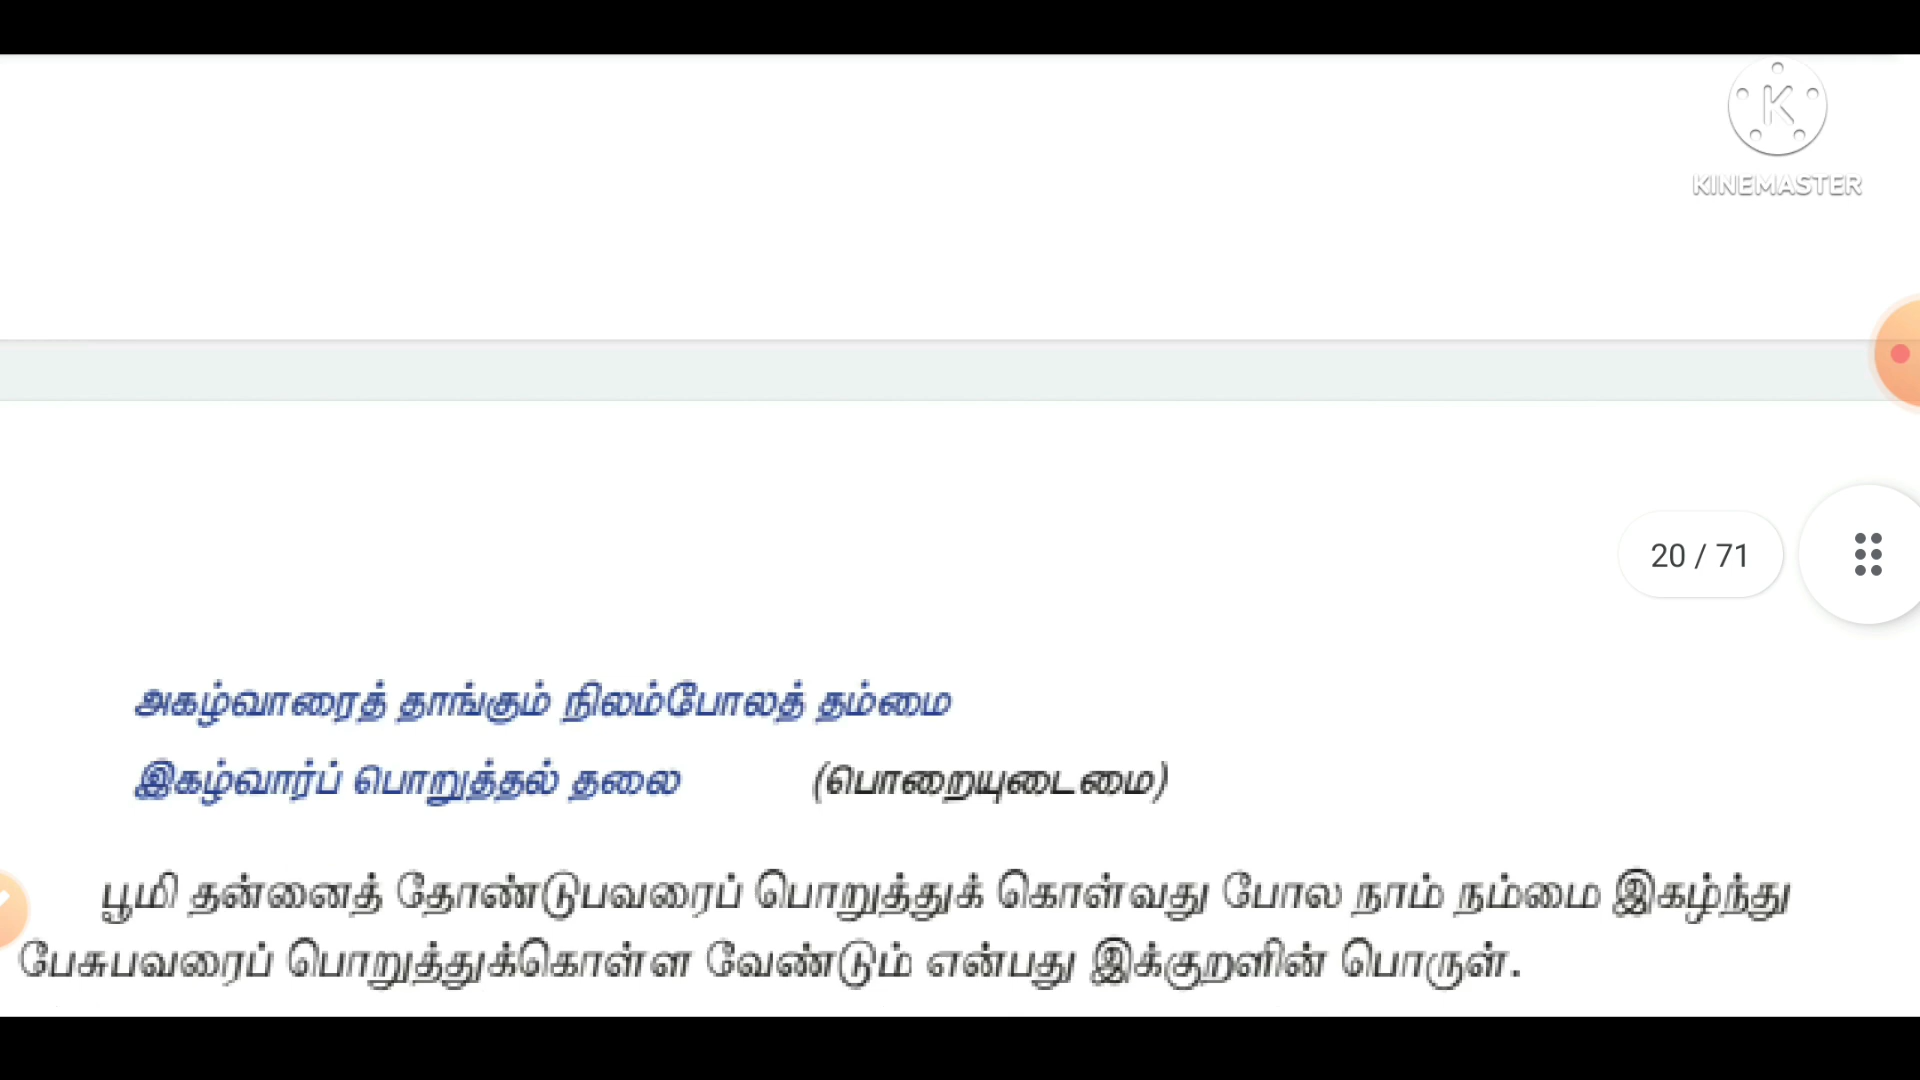 KINEMASTER
20 / 71
அகழ்வாரைத் தாங்கும் நிலம்போலத் தம்மை
இகழ்வார்ப் பொறுத்தல் தலை (பொறையுடைமை)
பூமி தன்னைத் தோண்டுபவரைப் பொறுத்துக் கொள்வது போல நாம் நம்மை இகழ்ந்து
பேசுபவரைப் பொறுத்துக்கொள்ள வேண்டும் என்பது இக்குறளின் பொருள்.